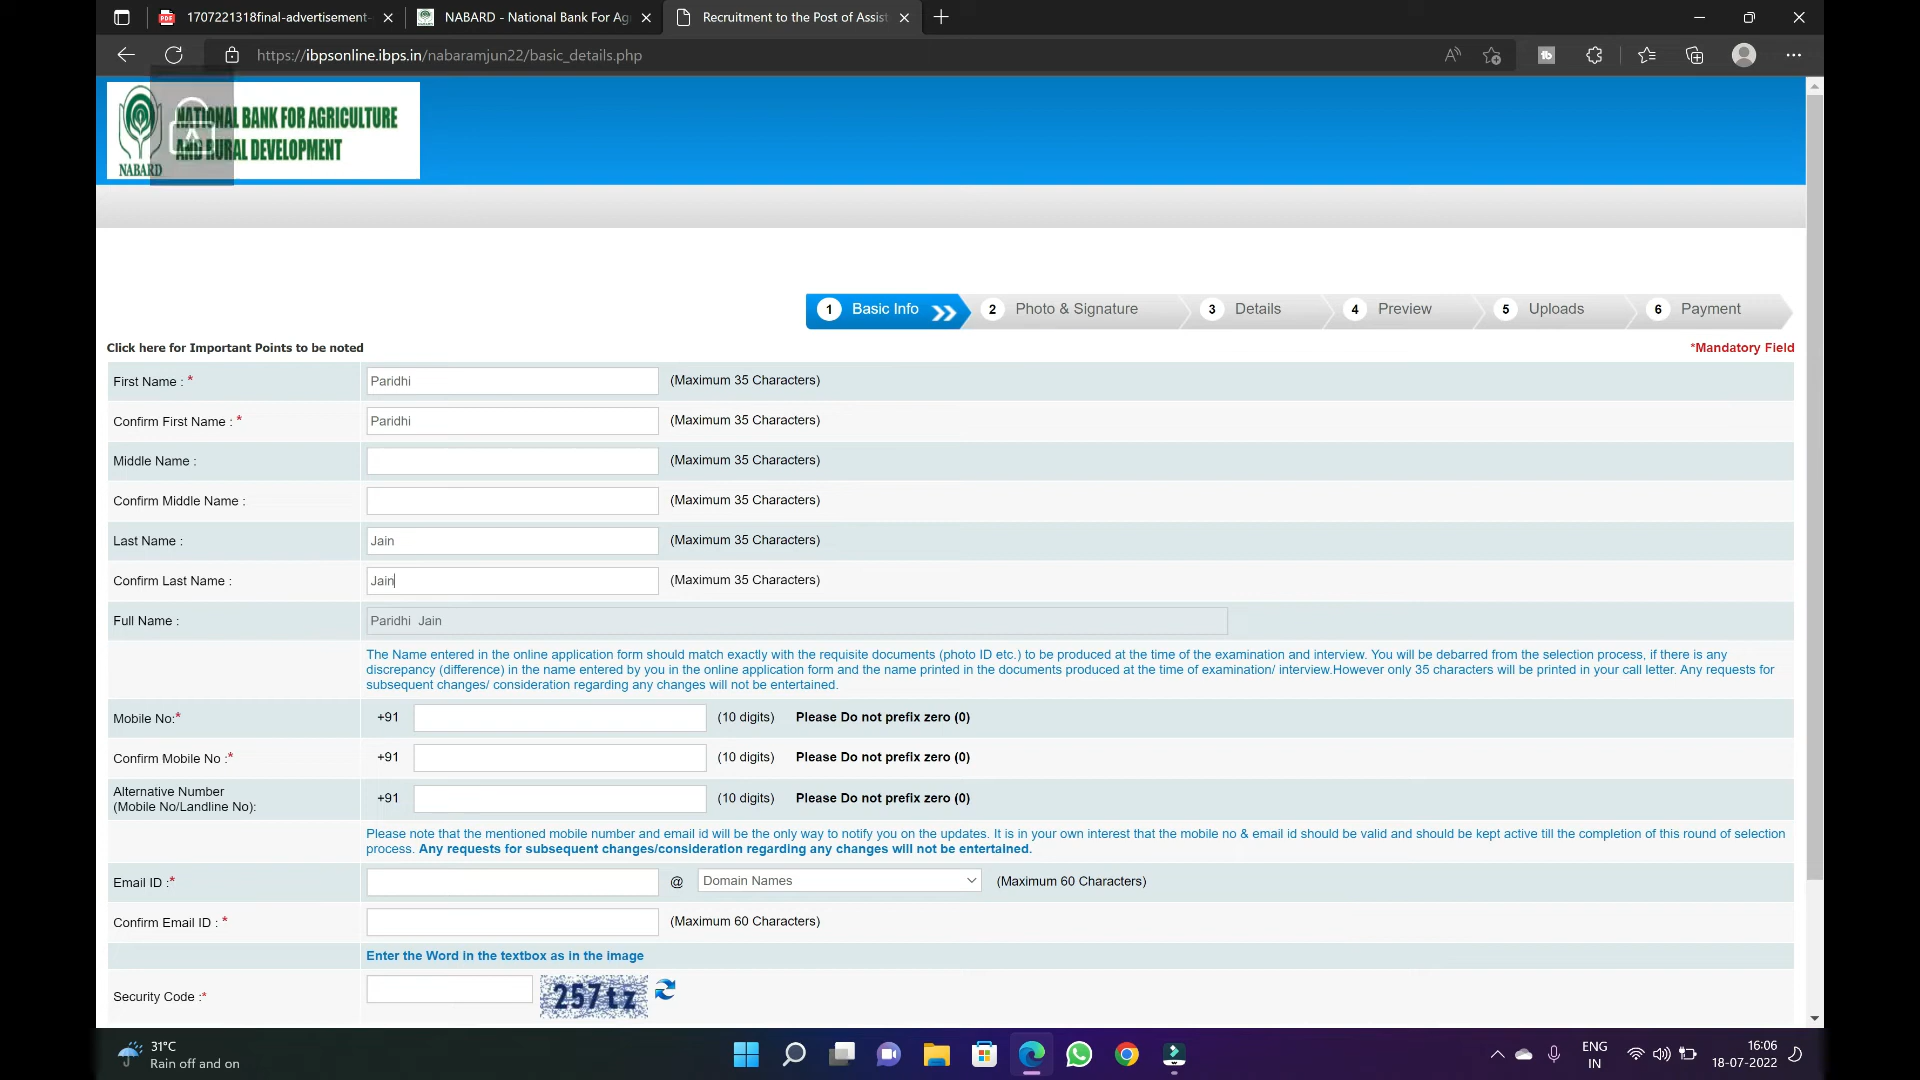 1707221318final-advertisement-
NABARD - National Bank For Ag
Recruitment to the Post of Assist
https://ibpsonline.ibps.in/nabaramjun22/basic_details.php
NATIONAL BANK FOR AGRICULTURE
AND RURAL DEVELOPMENT
NABARD
1 Basic Info
2 Photo & Signature
3 Details
4 Preview
5 Uploads
6 Payment
Click here for Important Points to be noted
*Mandatory Field
First Name : * Paridhi (Maximum 35 Characters)
Confirm First Name : * Paridhi (Maximum 35 Characters)
Middle Name : (Maximum 35 Characters)
Confirm Middle Name : (Maximum 35 Characters)
Last Name : Jain (Maximum 35 Characters)
Confirm Last Name : Jain (Maximum 35 Characters)
Full Name : Paridhi Jain
The Name entered in the online application form should match exactly with the requisite documents (photo ID etc.) to be produced at the time of the examination and interview. You will be debarred from the selection process, if there is any
discrepancy (difference) in the name entered by you in the online application form and the name printed in the documents produced at the time of examination/ interview.However only 35 characters will be printed in your call letter. Any requests for
subsequent changes/ consideration regarding any changes will not be entertained.
Mobile No:* +91 (10 digits) Please Do not prefix zero (0)
Confirm Mobile No :* +91 (10 digits) Please Do not prefix zero (0)
Alternative Number
(Mobile No/Landline No): +91 (10 digits) Please Do not prefix zero (0)
Please note that the mentioned mobile number and email id will be the only way to notify you on the updates. It is in your own interest that the mobile no & email id should be valid and should be kept active till the completion of this round of selection
process. Any requests for subsequent changes/consideration regarding any changes will not be entertained.
Email ID :* @ Domain Names (Maximum 60 Characters)
Confirm Email ID : * (Maximum 60 Characters)
Enter the Word in the textbox as in the image
Security Code :* 257tz
31°C
Rain off and on
ENG
IN
16:06
18-07-2022